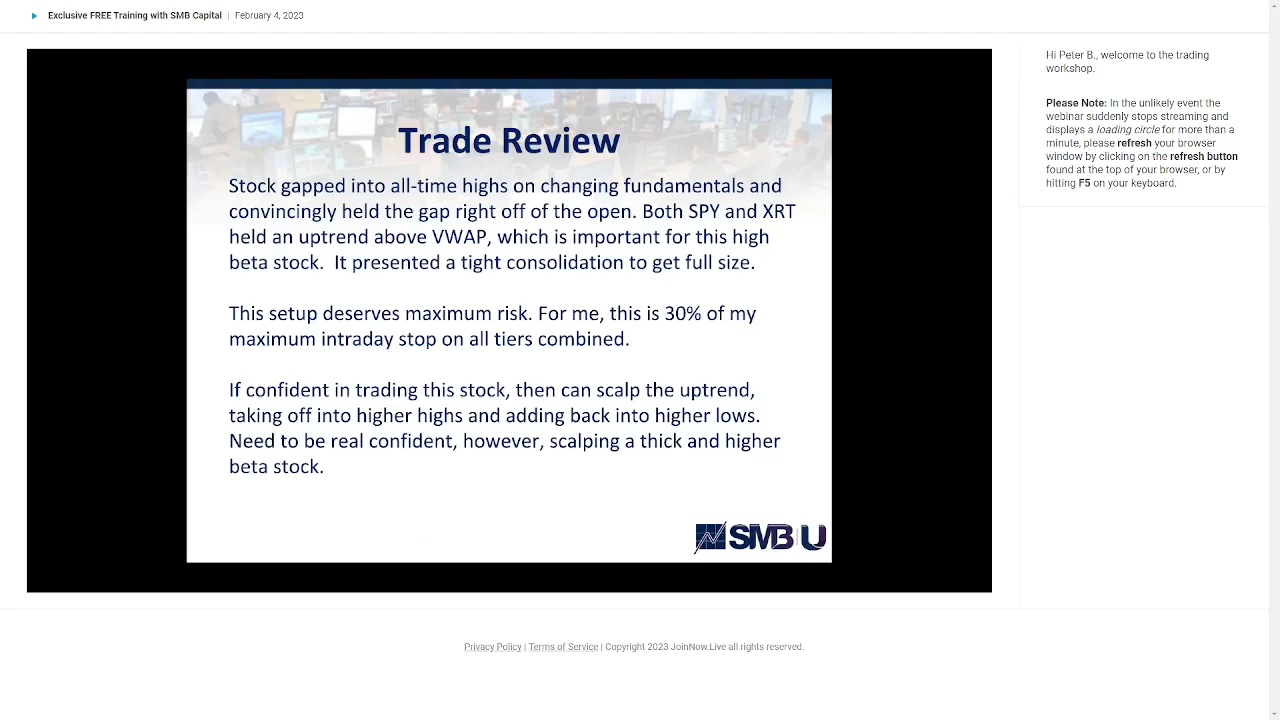 Exclusive FREE Training with SMB Capital | February 4, 2023
Trade Review
Stock gapped into all-time highs on changing fundamentals and
convincingly held the gap right off of the open. Both SPY and XRT
held an uptrend above VWAP, which is important for this high
beta stock.  It presented a tight consolidation to get full size.
This setup deserves maximum risk. For me, this is 30% of my
maximum intraday stop on all tiers combined.
If confident in trading this stock, then can scalp the uptrend,
taking off into higher highs and adding back into higher lows.
Need to be real confident, however, scalping a thick and higher
beta stock.
SMB U
Hi Peter B., welcome to the trading
workshop.
Please Note: In the unlikely event the
webinar suddenly stops streaming and
displays a loading circle for more than a
minute, please refresh your browser
window by clicking on the refresh button
found at the top of your browser, or by
hitting F5 on your keyboard.
Privacy Policy | Terms of Service | Copyright 2023 JoinNow.Live all rights reserved.